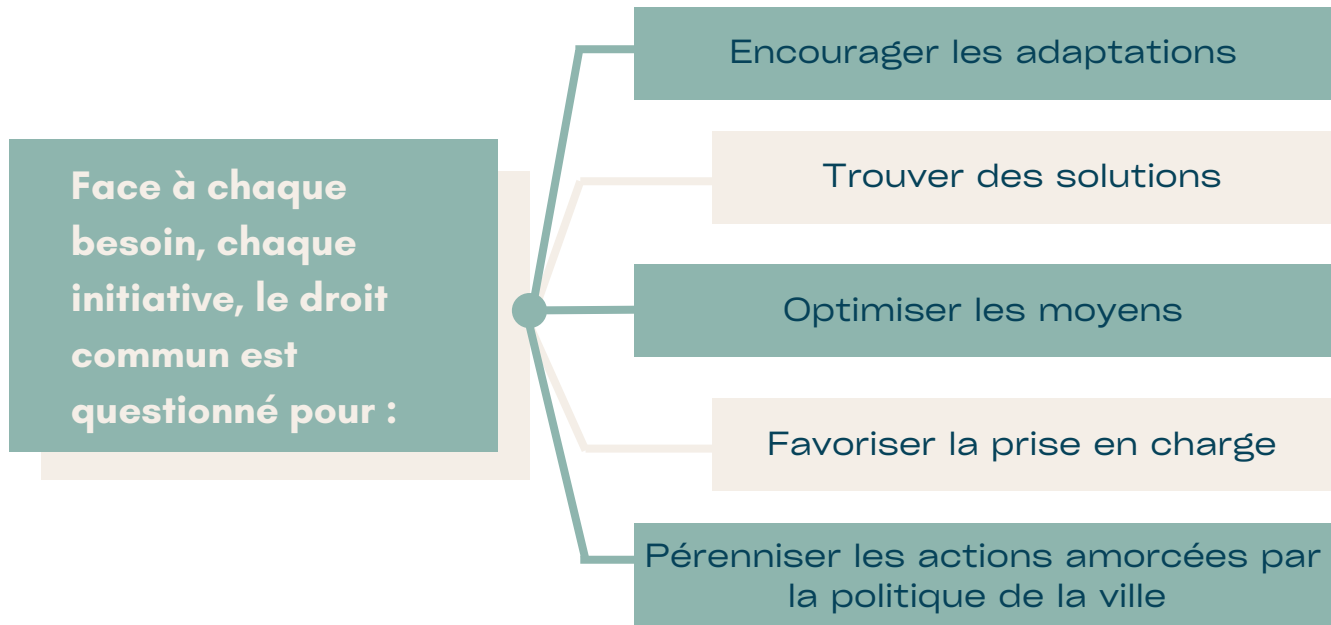 Face à chaque
besoin, chaque
initiative, le droit
commun est
questionné pour :
Encourager les adaptations
Trouver des solutions
Optimiser les moyens
Favoriser la prise en charge
Pérenniser les actions amorcées par
la politique de la ville